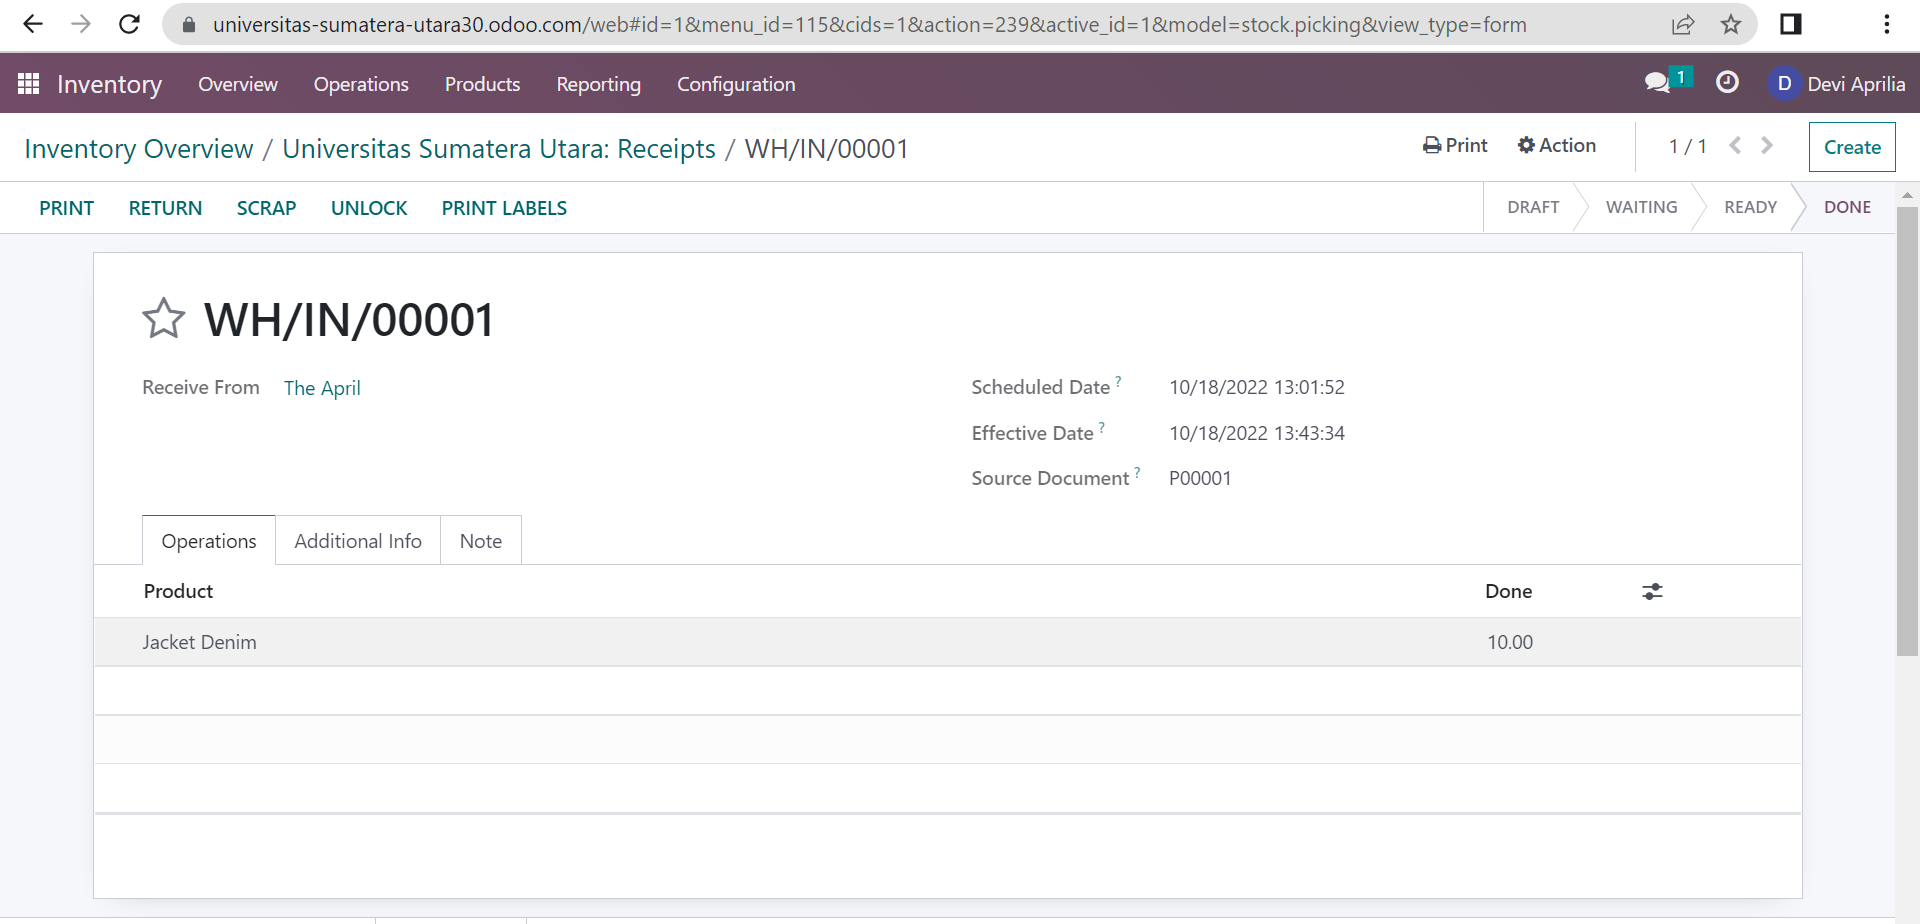 universitas-sumatera-utara30.odoo.com/web#id=1&menu_id=115&cids=1&action=239&active_id=1&model=stock.picking&view_type=form
Inventory Overview Operations Products Reporting Configuration 1 D Devi Aprilia
Inventory Overview / Universitas Sumatera Utara: Receipts / WH/IN/00001 Print Action 1 / 1 Create
PRINT RETURN SCRAP UNLOCK PRINT LABELS DRAFT WAITING READY DONE
WH/IN/00001
Receive From The April Scheduled Date ? 10/18/2022 13:01:52
Effective Date ? 10/18/2022 13:43:34
Source Document ? P00001
Operations Additional Info Note
Product Done
Jacket Denim 10.00